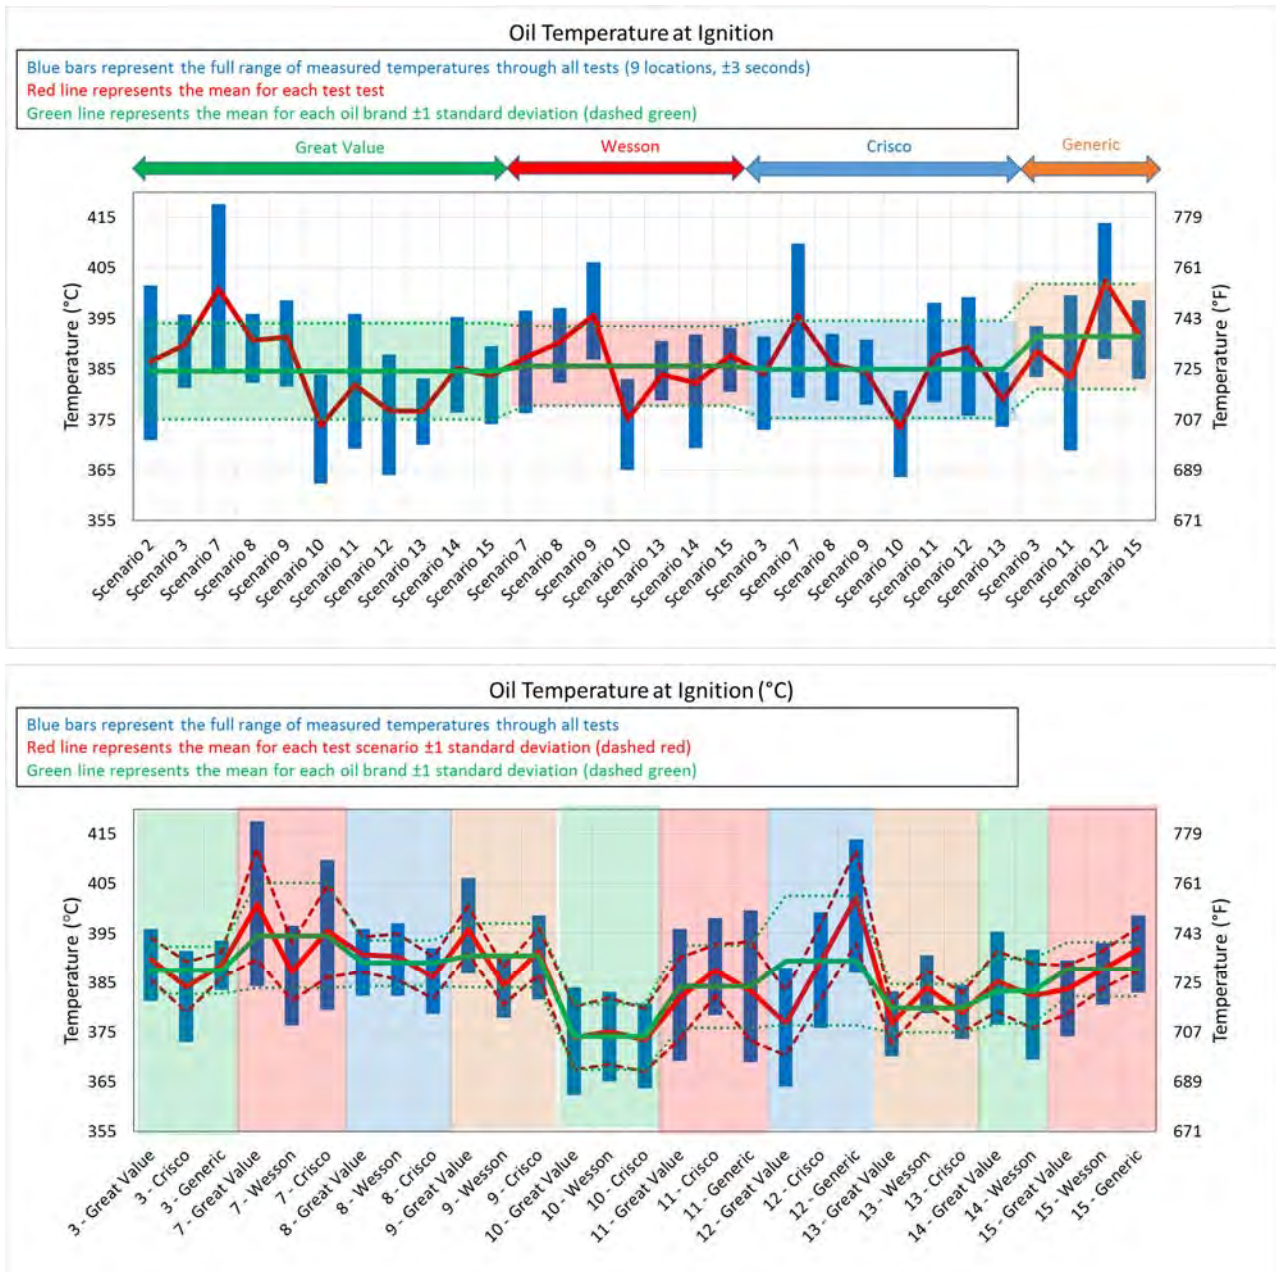 Oil Temperature at Ignition
Blue bars represent the full range of measured temperatures through all tests (9 locations, ±3 seconds)
Red line represents the mean for each test test
Green line represents the mean for each oil brand ±1 standard deviation (dashed green)
Great Value Wesson Crisco Generic
Temperature (°C)
415
405
395
385
375
365
355
779
761
743
725
707
689
671
Temperature (°F)
Scenario 2
Scenario 3
Scenario 7
Scenario 8
Scenario 9
Scenario 10
Scenario 11
Scenario 12
Scenario 13
Scenario 14
Scenario 15
Scenario 7
Scenario 8
Scenario 9
Scenario 10
Scenario 13
Scenario 14
Scenario 15
Scenario 3
Scenario 7
Scenario 8
Scenario 9
Scenario 10
Scenario 11
Scenario 12
Scenario 13
Scenario 3
Scenario 11
Scenario 12
Scenario 15
Oil Temperature at Ignition (°C)
Blue bars represent the full range of measured temperatures through all tests
Red line represents the mean for each test scenario ±1 standard deviation (dashed red)
Green line represents the mean for each oil brand ±1 standard deviation (dashed green)
Temperature (°C)
415
405
395
385
375
365
355
779
761
743
725
707
689
671
Temperature (°F)
3 - Great Value
3 - Crisco
3 - Generic
7 - Great Value
7 - Wesson
7 - Crisco
8 - Great Value
8 - Wesson
8 - Crisco
9 - Great Value
9 - Wesson
9 - Crisco
10 - Great Value
10 - Wesson
10 - Crisco
11 - Great Value
11 - Crisco
11 - Generic
12 - Great Value
12 - Crisco
12 - Generic
13 - Great Value
13 - Wesson
13 - Crisco
14 - Great Value
14 - Wesson
15 - Great Value
15 - Wesson
15 - Generic